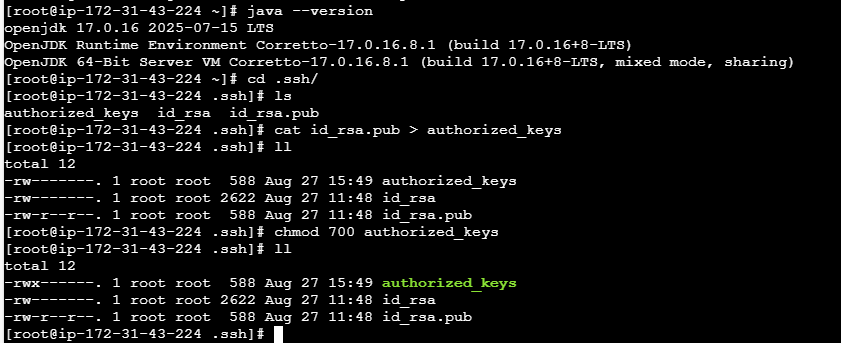 [root@ip-172-31-43-224 ~]# java --version
openjdk 17.0.16 2025-07-15 LTS
OpenJDK Runtime Environment Corretto-17.0.16.8.1 (build 17.0.16+8-LTS)
OpenJDK 64-Bit Server VM Corretto-17.0.16.8.1 (build 17.0.16+8-LTS, mixed mode, sharing)
[root@ip-172-31-43-224 ~]# cd .ssh/
[root@ip-172-31-43-224 .ssh]# ls
authorized_keys  id_rsa  id_rsa.pub
[root@ip-172-31-43-224 .ssh]# cat id_rsa.pub > authorized_keys
[root@ip-172-31-43-224 .ssh]# ll
total 12
-rw-------. 1 root root  588 Aug 27 15:49 authorized_keys
-rw-------. 1 root root 2622 Aug 27 11:48 id_rsa
-rw-r--r--. 1 root root  588 Aug 27 11:48 id_rsa.pub
[root@ip-172-31-43-224 .ssh]# chmod 700 authorized_keys
[root@ip-172-31-43-224 .ssh]# ll
total 12
-rwx------. 1 root root  588 Aug 27 15:49 authorized_keys
-rw-------. 1 root root 2622 Aug 27 11:48 id_rsa
-rw-r--r--. 1 root root  588 Aug 27 11:48 id_rsa.pub
[root@ip-172-31-43-224 .ssh]#